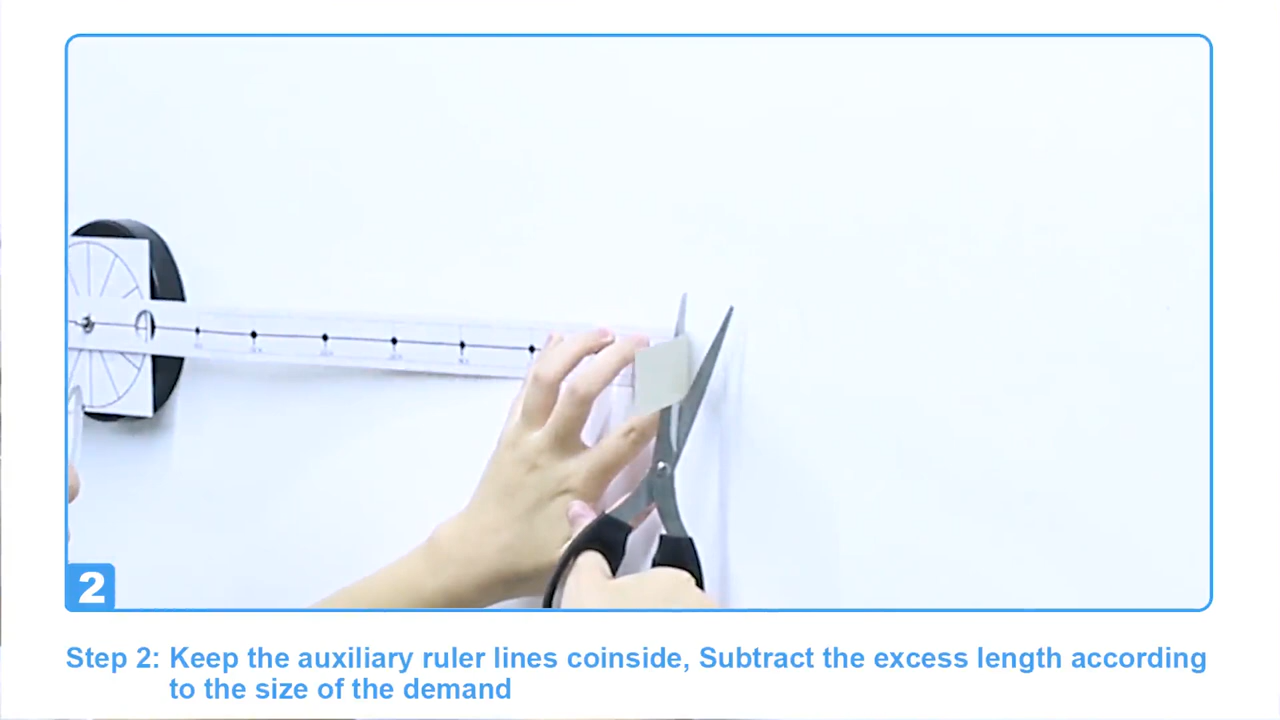 2
Step 2: Keep the auxiliary ruler lines coinside, Subtract the excess length according
to the size of the demand